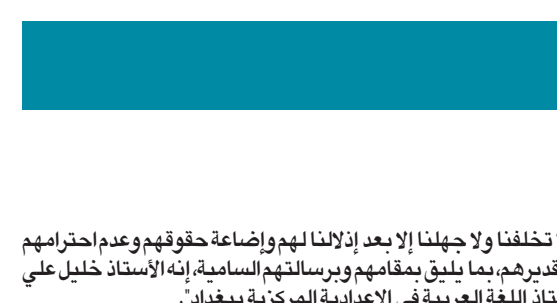 تخلفنا ولا جهلنا إلا بعد إذلالنا لهم وإضاعة حقوقهم وعدم احترامهم
بما يليق بمقامهم وبرسالتهم السامية، إنه الأستاذ خليل علي
اللغة العربية في الإعدادية المركزية ببغداد".